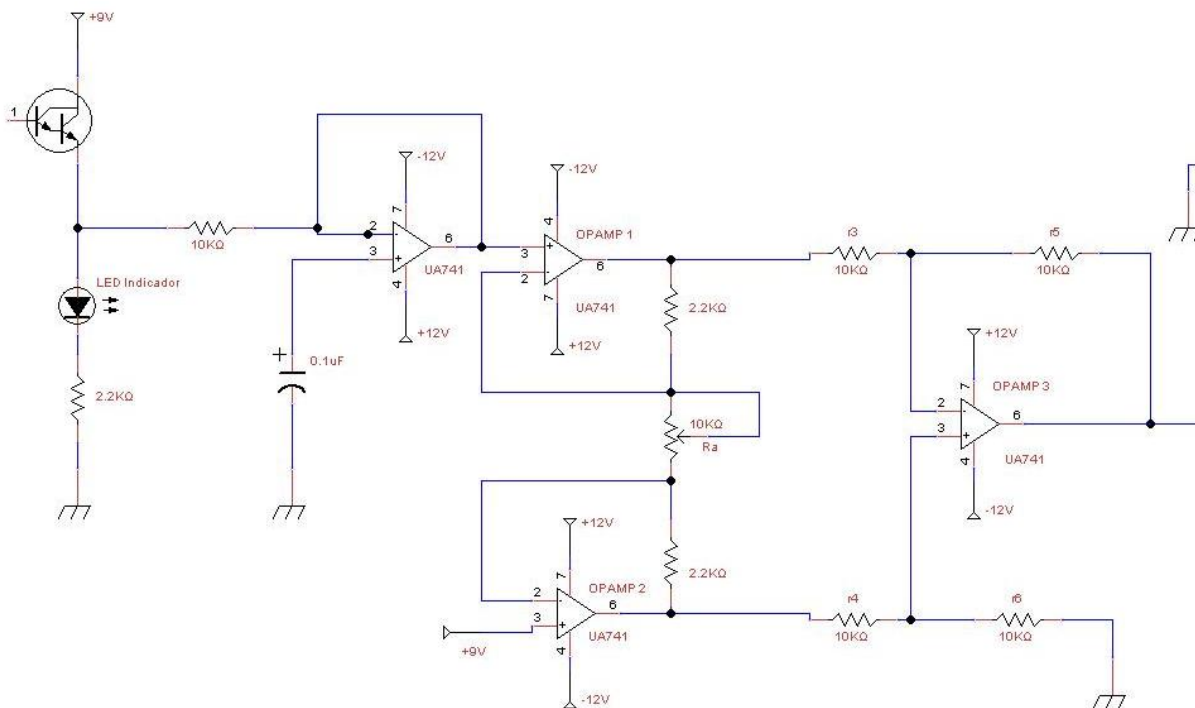 +9V
1
10KΩ
LED Indicador
2.2KΩ
-12V
7
2
-
3
+
6
UA741
4
+12V
+
0.1uF
-12V
4
OPAMP 1
3
+
2
-
6
7
UA741
+12V
2.2KΩ
10KΩ
Ra
2.2KΩ
+12V
7
OPAMP 2
2
-
3
+
6
4
UA741
+9V
-12V
r3
10KΩ
r5
10KΩ
+12V
7
OPAMP 3
2
-
3
+
6
4
UA741
-12V
r4
10KΩ
r6
10KΩ